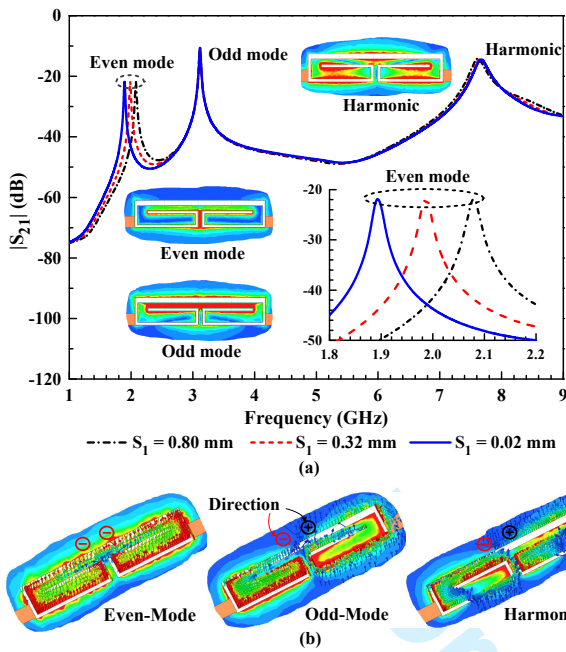 0
-20
-40
-60
-80
-100
-120
|S21| (dB)
Even mode
Odd mode
Harmonic
Harmonic
Even mode
Odd mode
Even mode
-20
-30
-40
-50
1.8 1.9 2.0 2.1 2.2
1 2 3 4 5 6 7 8 9
Frequency (GHz)
S1 = 0.80 mm S1 = 0.32 mm S1 = 0.02 mm
(a)
Direction
Even-Mode
Odd-Mode
Harmon
(b)